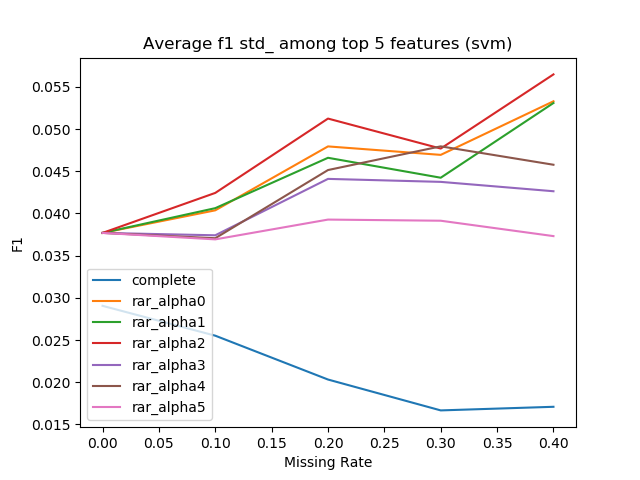 Average f1 std_ among top 5 features (svm)
0.055
0.050
0.045
0.040
0.035
0.030
0.025
0.020
0.015
F1
complete
rar_alpha0
rar_alpha1
rar_alpha2
rar_alpha3
rar_alpha4
rar_alpha5
0.00 0.05 0.10 0.15 0.20 0.25 0.30 0.35 0.40
Missing Rate